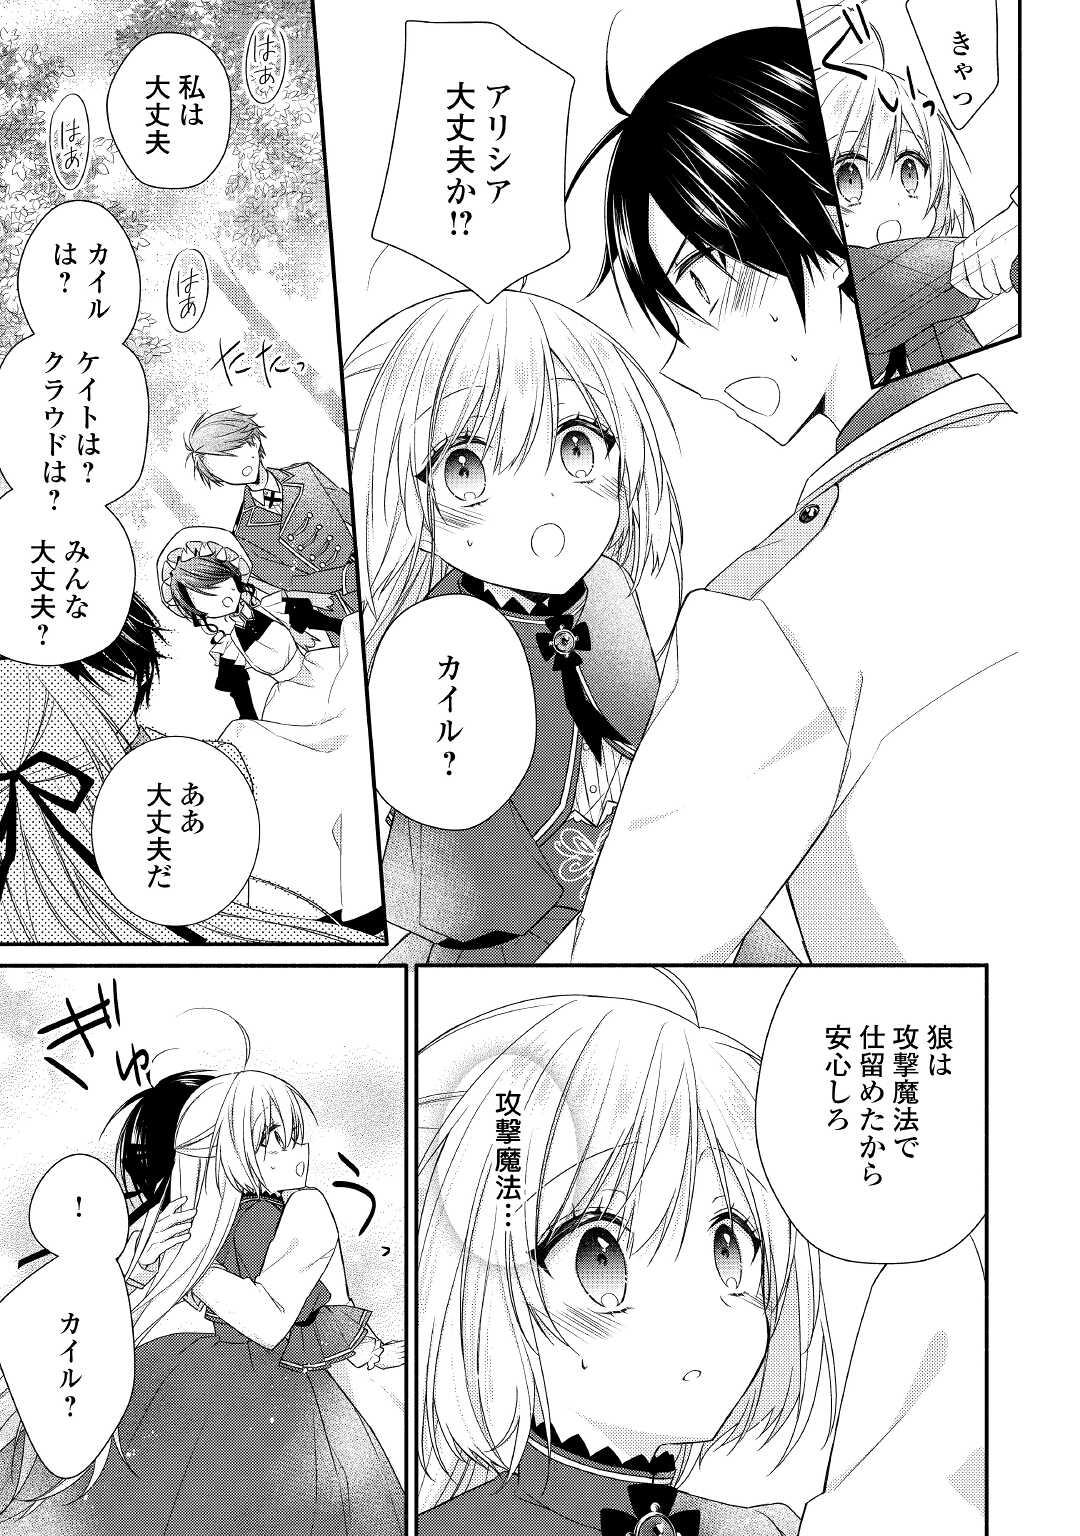 きゃっ
ぐいっ
アリシア
大丈夫か!?
カイル?
はあ
はあ
はあ
たたっ
私は
大丈夫
カイル
は?
ケイトは?
クラウドは?
みんな
大丈夫?
ああ
大丈夫だ
狼は
攻撃魔法で
仕留めたから
安心しろ
攻撃魔法…
ぎゅう
!
カイル?